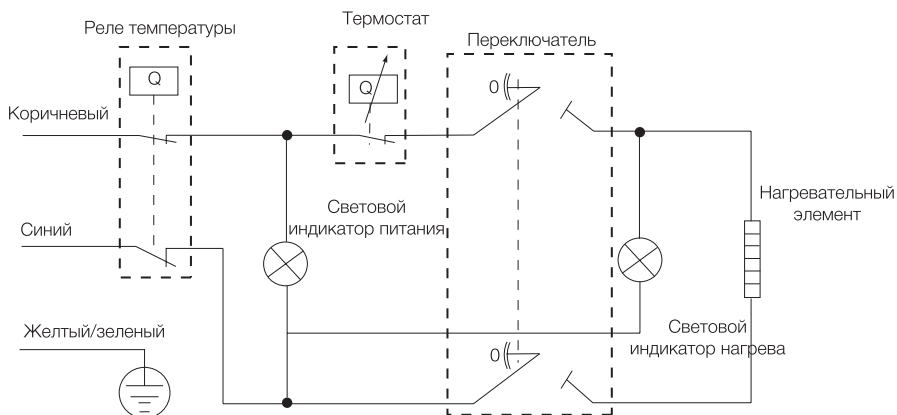 Термостат
Реле температуры
Переключатель
Q
Q
0
Коричневый
Нагревательный
элемент
Световой
индикатор питания
Синий
Световой
индикатор нагрева
Желтый/зеленый
0